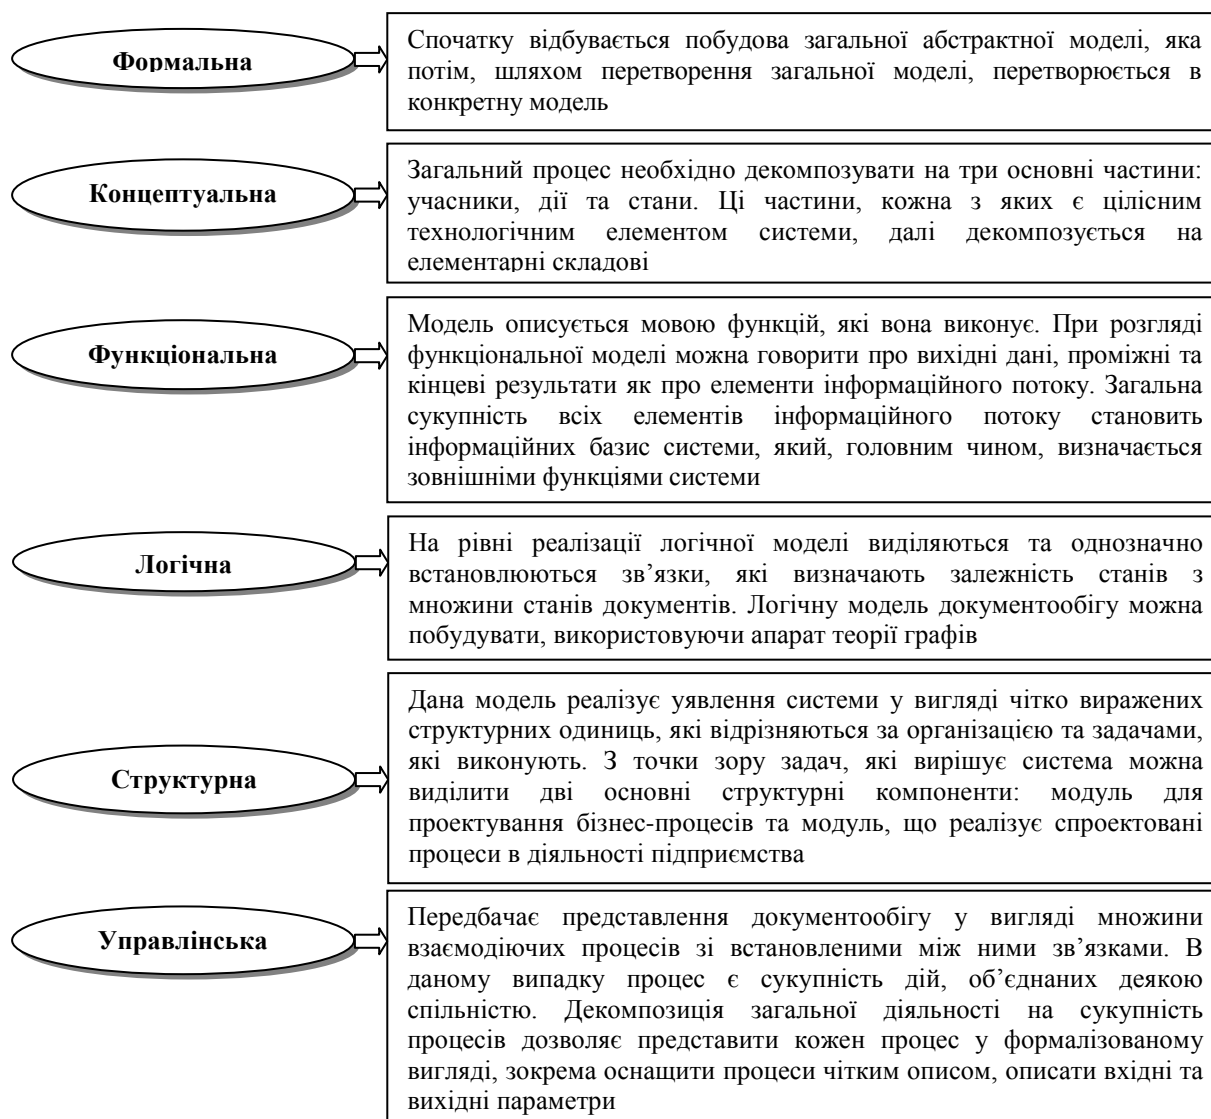 Формальна
Спочатку відбувається побудова загальної абстрактної моделі, яка
потім, шляхом перетворення загальної моделі, перетворюється в
конкретну модель
Концептуальна
Загальний процес необхідно декомпозувати на три основні частини:
учасники, дії та стани. Ці частини, кожна з яких є цілісним
технологічним елементом системи, далі декомпозується на
елементарні складові
Функціональна
Модель описується мовою функцій, які вона виконує. При розгляді
функціональної моделі можна говорити про вихідні дані, проміжні та
кінцеві результати як про елементи інформаційного потоку. Загальна
сукупність всіх елементів інформаційного потоку становить
інформаційних базис системи, який, головним чином, визначається
зовнішніми функціями системи
Логічна
На рівні реалізації логічної моделі виділяються та однозначно
встановлюються зв’язки, які визначають залежність станів з
множини станів документів. Логічну модель документообігу можна
побудувати, використовуючи апарат теорії графів
Структурна
Дана модель реалізує уявлення системи у вигляді чітко виражених
структурних одиниць, які відрізняються за організацією та задачами,
які виконують. З точки зору задач, які вирішує система можна
виділити дві основні структурні компоненти: модуль для
проектування бізнес-процесів та модуль, що реалізує спроектовані
процеси в діяльності підприємства
Управлінська
Передбачає представлення документообігу у вигляді множини
взаємодіючих процесів зі встановленими між ними зв’язками. В
даному випадку процес є сукупність дій, об’єднаних деякою
спільністю. Декомпозиція загальної діяльності на сукупність
процесів дозволяє представити кожен процес у формалізованому
вигляді, зокрема оснащити процеси чітким описом, описати вхідні та
вихідні параметри